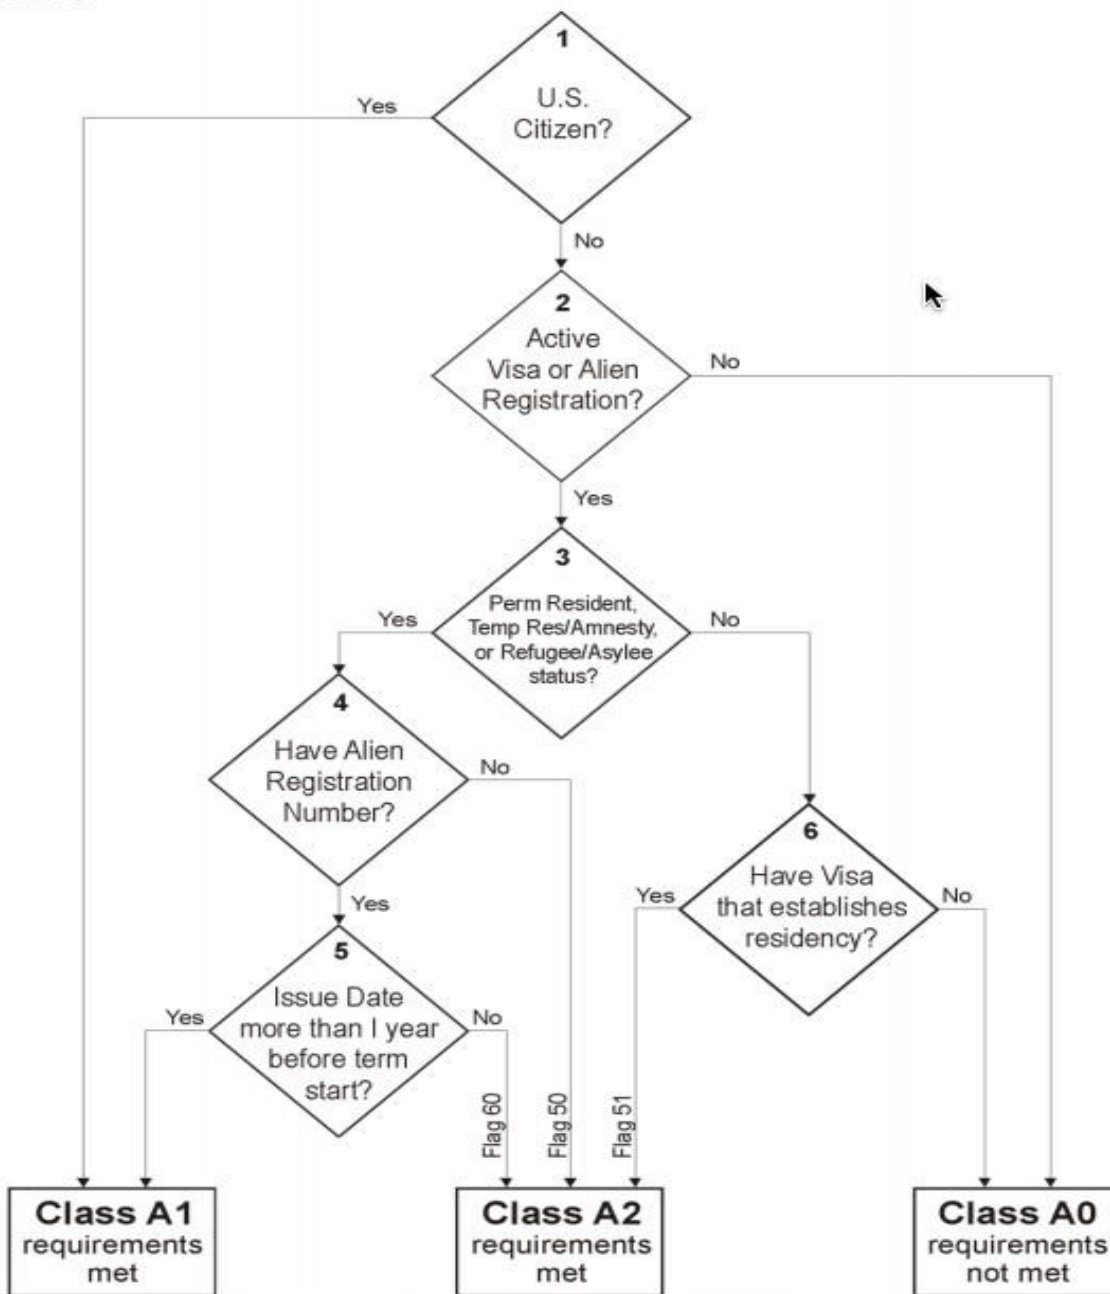 1
U.S.
Citizen?
Yes
No
2
Active
Visa or Alien
Registration?
No
Yes
3
Perm Resident,
Temp Res/Amnesty,
or Refugee/Asylee
status?
Yes
No
4
Have Alien
Registration
Number?
No
Yes
5
Issue Date
more than I year
before term
start?
Yes
No
6
Have Visa
that establishes
residency?
Yes
No
Flag 60
Flag 50
Flag 51
Class A1
requirements
met
Class A2
requirements
met
Class A0
requirements
not met